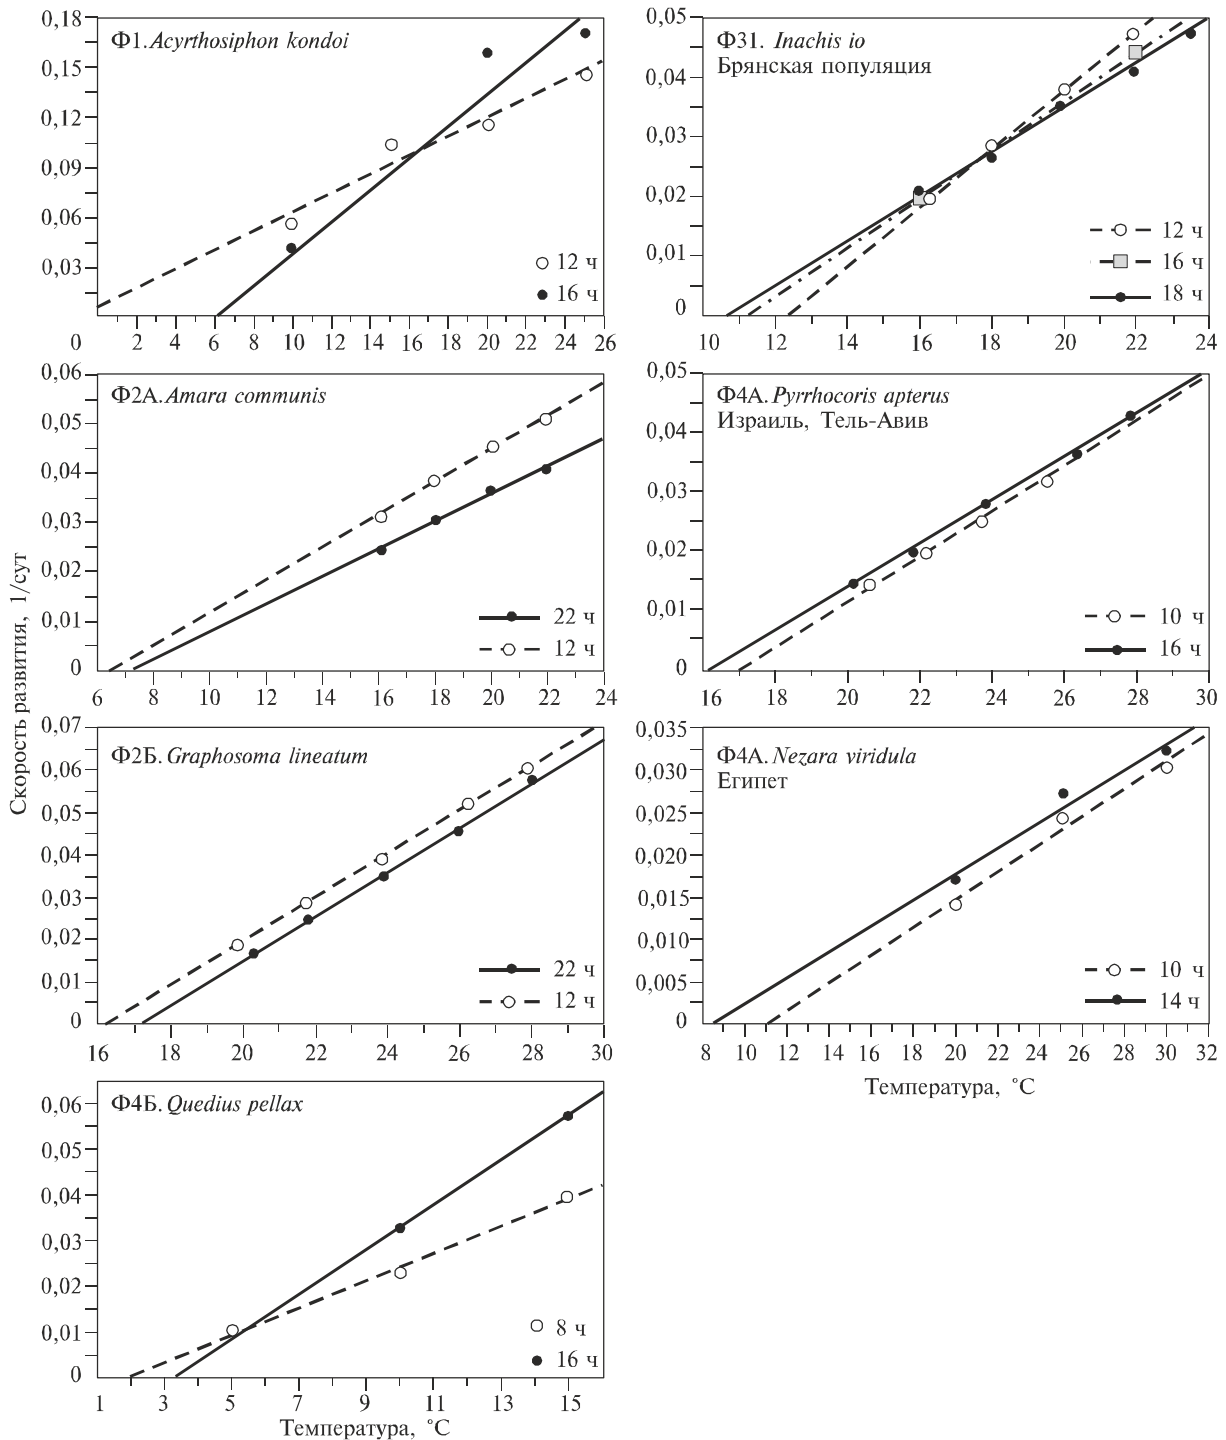 Скорость развития, 1/сут
Ф1. Acyrthosiphon kondoi
0,18
0,15
0,12
0,09
0,06
0,03
0
12 ч
16 ч
2 4 6 8 10 12 14 16 18 20 22 24 26
Ф31. Inachis io
Брянская популяция
0,05
0,04
0,03
0,02
0,01
0
12 ч
16 ч
18 ч
10 12 14 16 18 20 22 24
Ф2А. Amara communis
0,06
0,05
0,04
0,03
0,02
0,01
0
22 ч
12 ч
6 8 10 12 14 16 18 20 22 24
Ф4А. Pyrrhocoris apterus
Израиль, Тель-Авив
0,05
0,04
0,03
0,02
0,01
0
10 ч
16 ч
16 20 22 24 26 28 30
Ф2Б. Graphosoma lineatum
0,07
0,06
0,05
0,04
0,03
0,02
0,01
0
22 ч
12 ч
16 20 22 24 26 28 30
Ф4А. Nezara viridula
Египет
0,035
0,030
0,025
0,020
0,015
0,010
0,005
0
10 ч
14 ч
8 10 12 14 16 18 20 22 24 26 28 30 32
Температура, °С
Ф4Б. Quedius pellax
0,06
0,05
0,04
0,03
0,02
0,01
0
8 ч
16 ч
1 3 5 7 9 11 13 15
Температура, °С